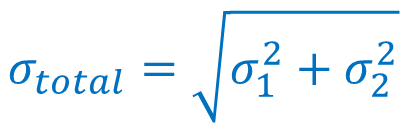 σ_total = √(σ₁² + σ₂²)